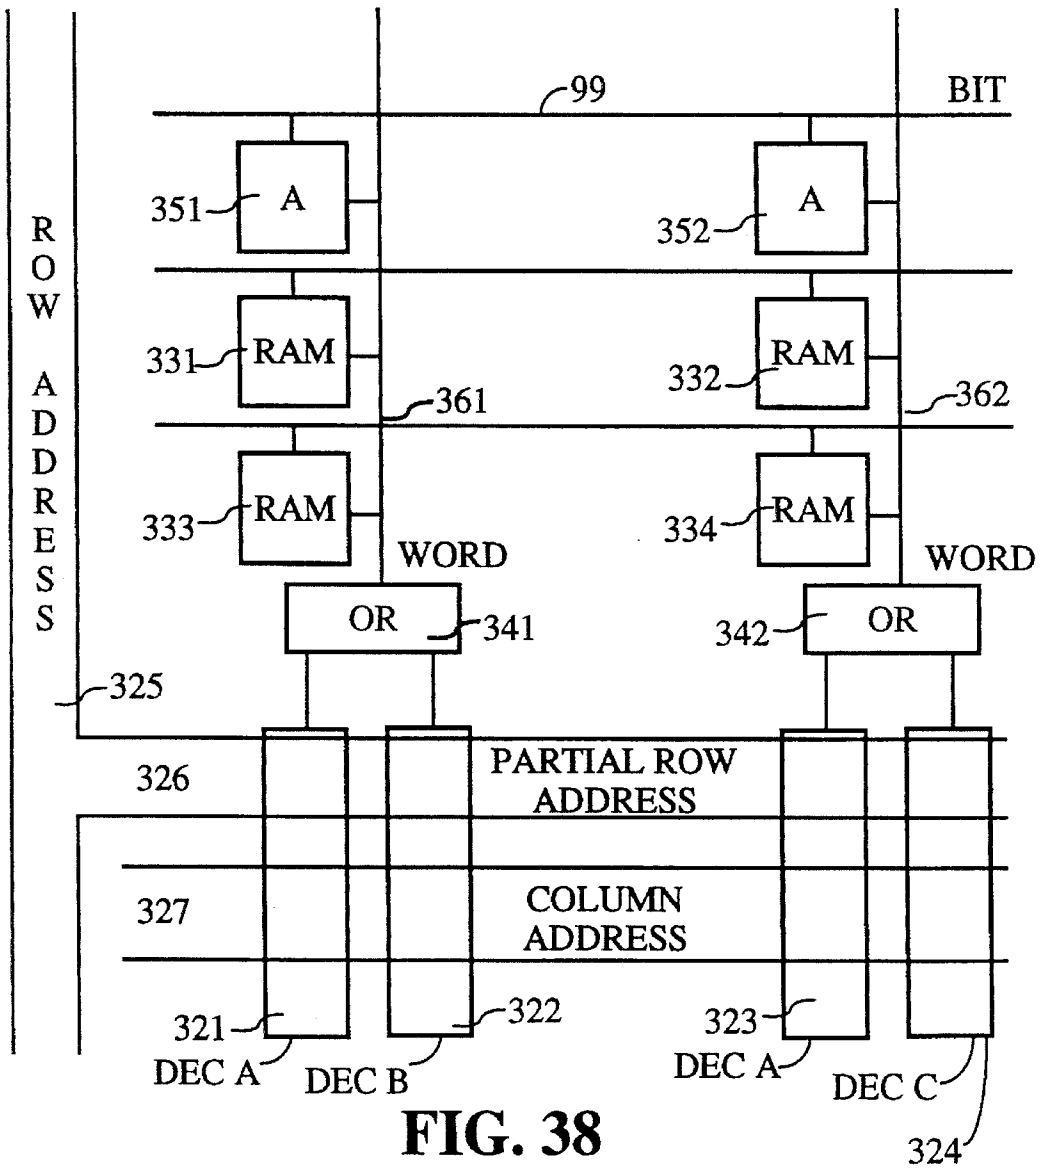 99
BIT
A
A
351
352
ROW ADDRESS
RAM
RAM
331
332
361
362
RAM
RAM
333
334
WORD
WORD
OR
OR
341
342
325
326
PARTIAL ROW
ADDRESS
327
COLUMN
ADDRESS
321
322
323
DEC A
DEC B
DEC A
DEC C
324
FIG. 38